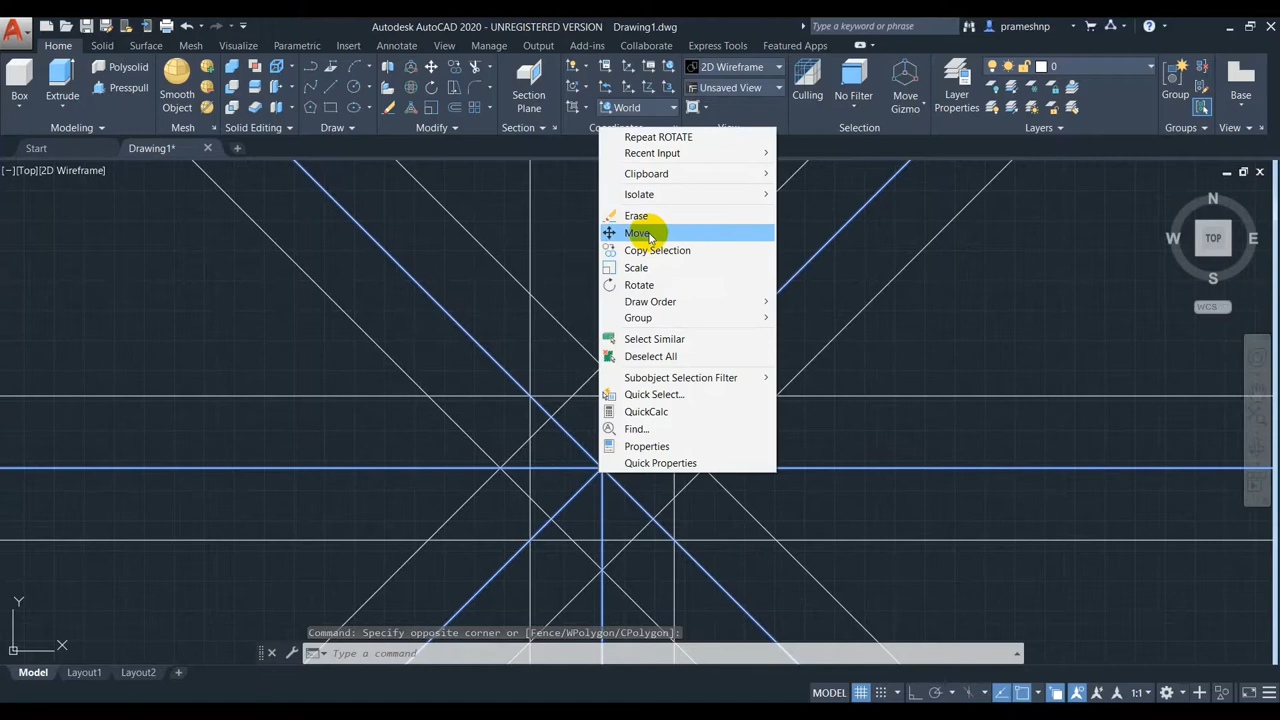 Autodesk AutoCAD 2020 - UNREGISTERED VERSION Drawing1.dwg
Type a keyword or phrase
prameshnp
Home Solid Surface Mesh Visualize Parametric Insert Annotate View Manage Output Add-ins Collaborate Express Tools Featured Apps
Box
Extrude
Polysolid
Presspull
Smooth
Object
Section
Plane
World
2D Wireframe
Unsaved View
Culling
No Filter
Move
Gizmo
Layer
Properties
0
Group
Base
Modeling Mesh Solid Editing Draw Modify Section Selection Layers Groups View
Start
Drawing1*
[−][Top][2D Wireframe]
Repeat ROTATE
Recent Input
Clipboard
Isolate
Erase
Move
Copy Selection
Scale
Rotate
Draw Order
Group
Select Similar
Deselect All
Subobject Selection Filter
Quick Select...
QuickCalc
Find...
Properties
Quick Properties
N
W TOP E
S
WCS
Y
X
Command: Specify opposite corner or [Fence/WPolygon/CPolygon]:
Type a command
Model Layout1 Layout2
MODEL
1:1